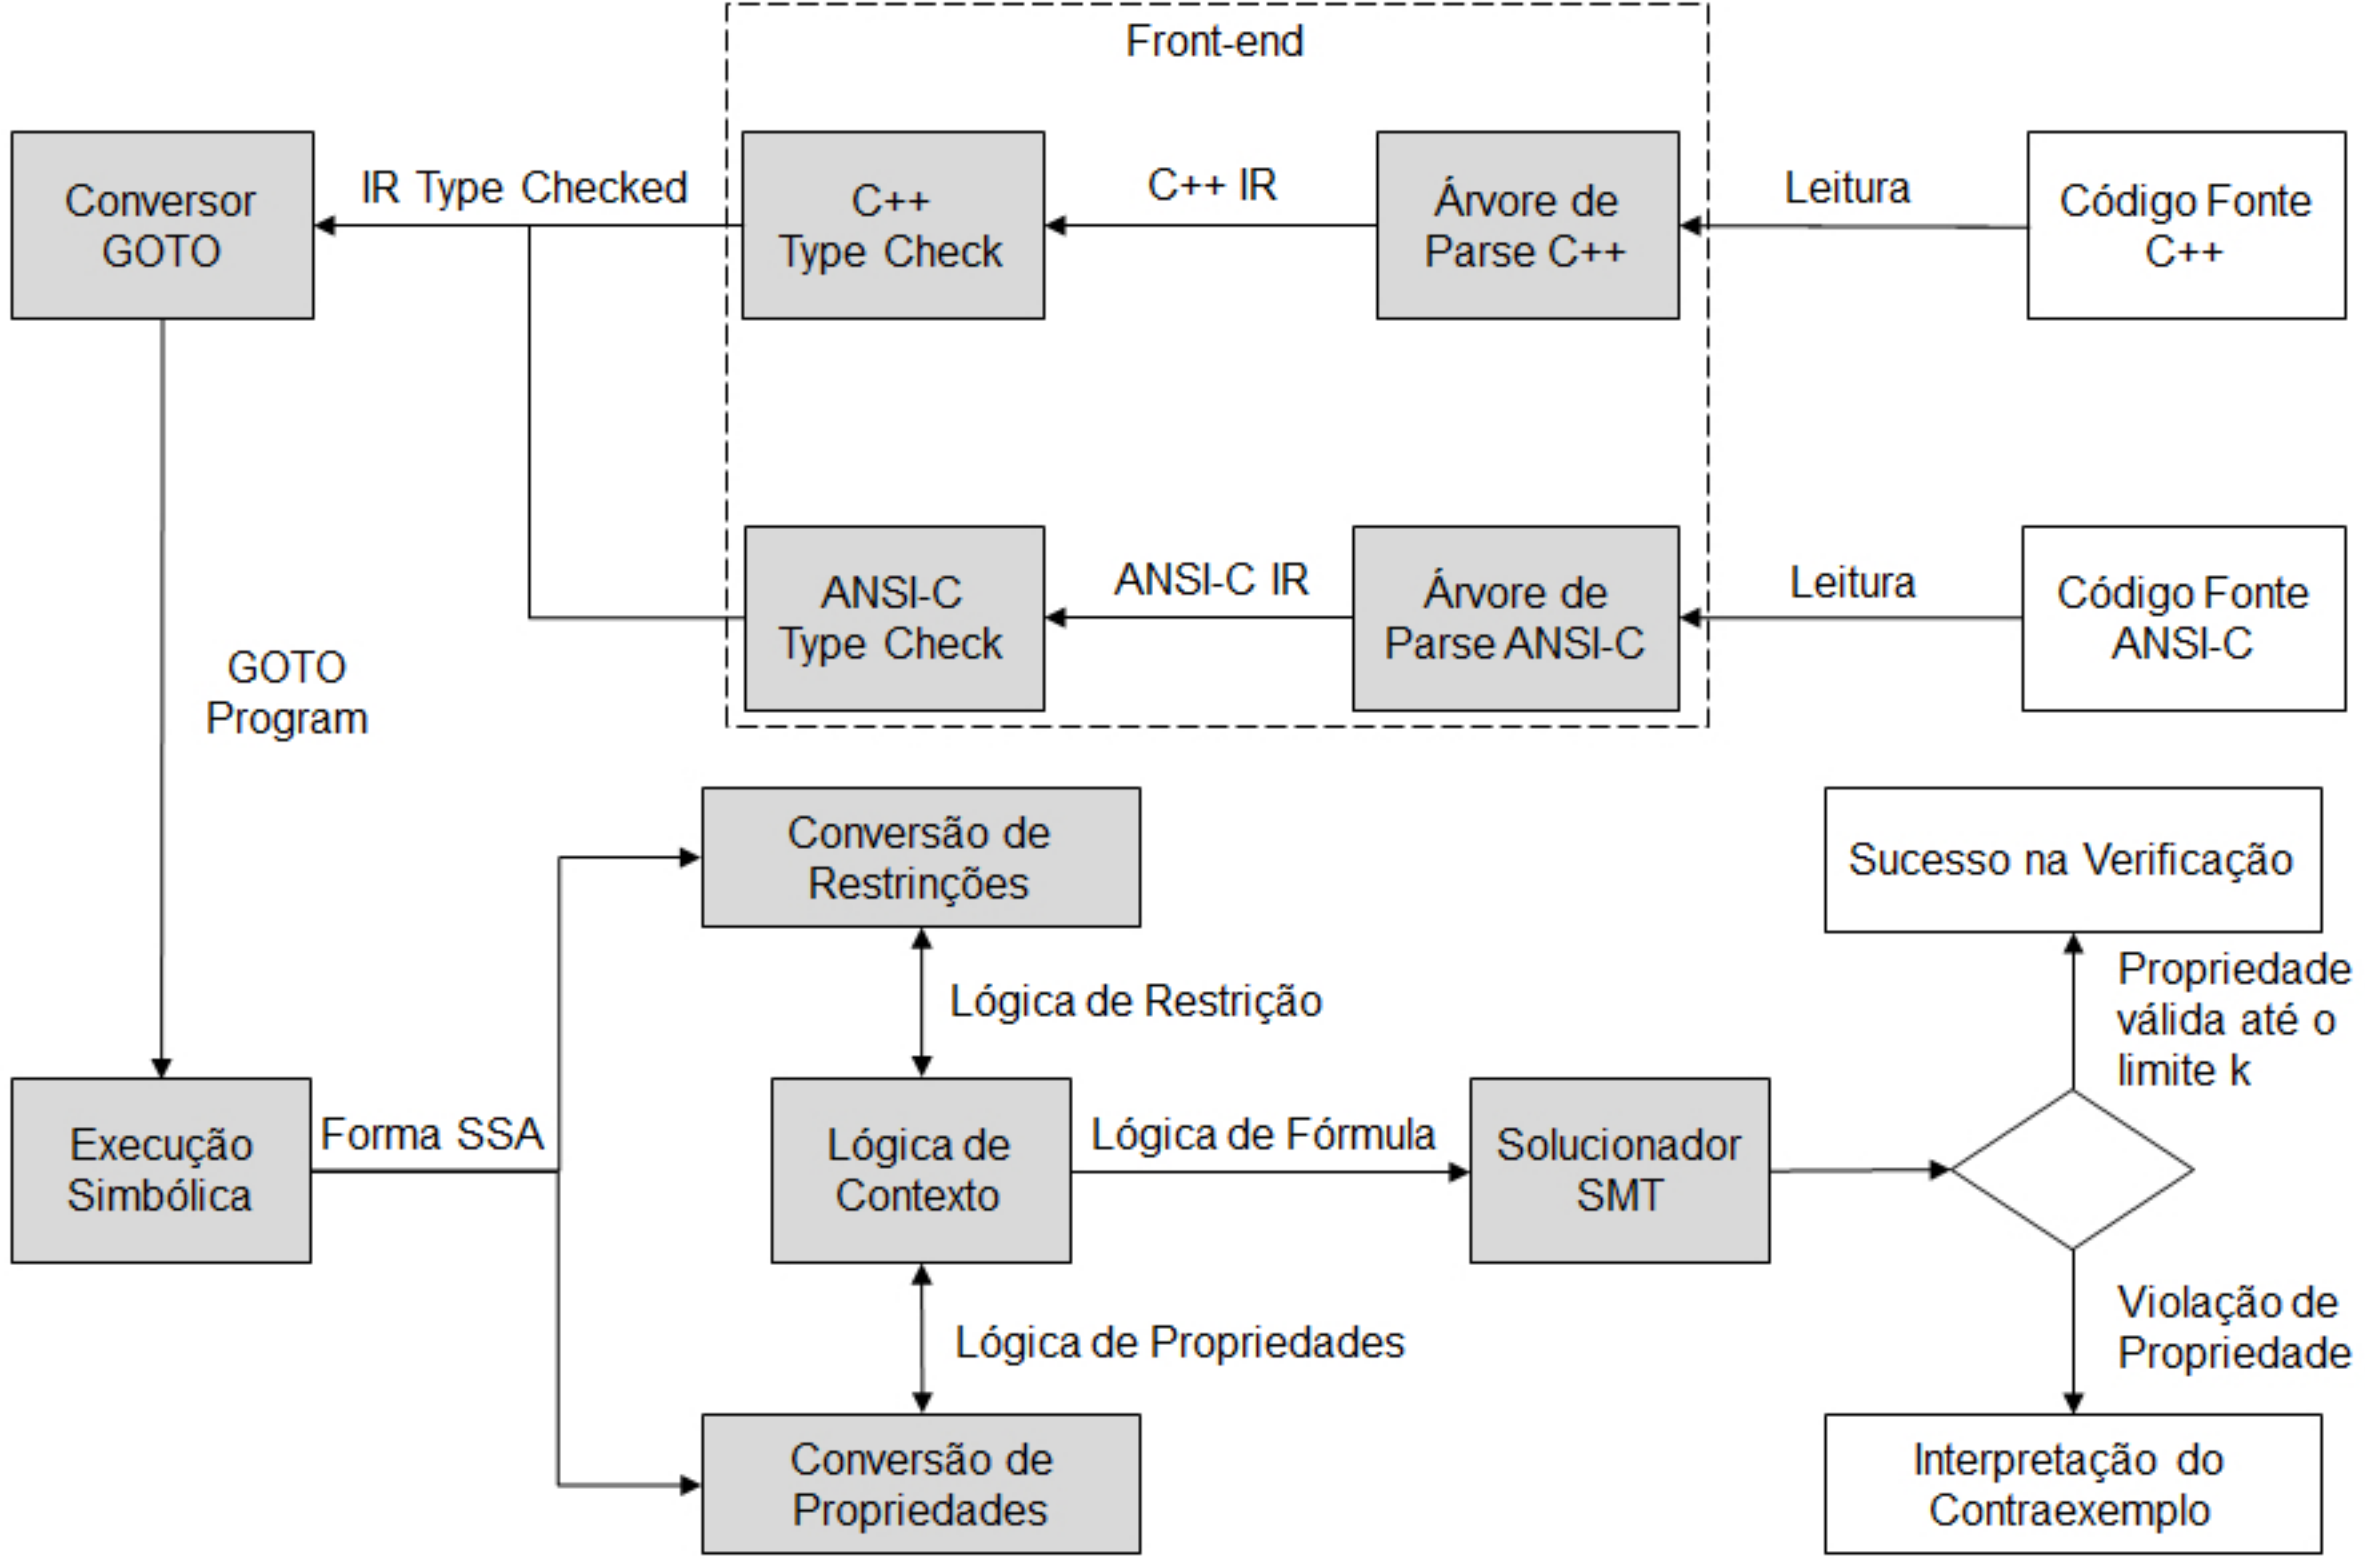 Front-end
Conversor
GOTO
IR Type Checked
C++
Type Check
C++ IR
Árvore de
Parse C++
Leitura
Código Fonte
C++
ANSI-C
Type Check
ANSI-C IR
Árvore de
Parse ANSI-C
Leitura
Código Fonte
ANSI-C
GOTO
Program
Conversão de
Restrinções
Sucesso na Verificação
Lógica de Restrição
Propriedade
válida até o
limite k
Execução
Simbólica
Forma SSA
Lógica de
Contexto
Lógica de Fórmula
Solucionador
SMT
Lógica de Propriedades
Violação de
Propriedade
Conversão de
Propriedades
Interpretação do
Contraexemplo